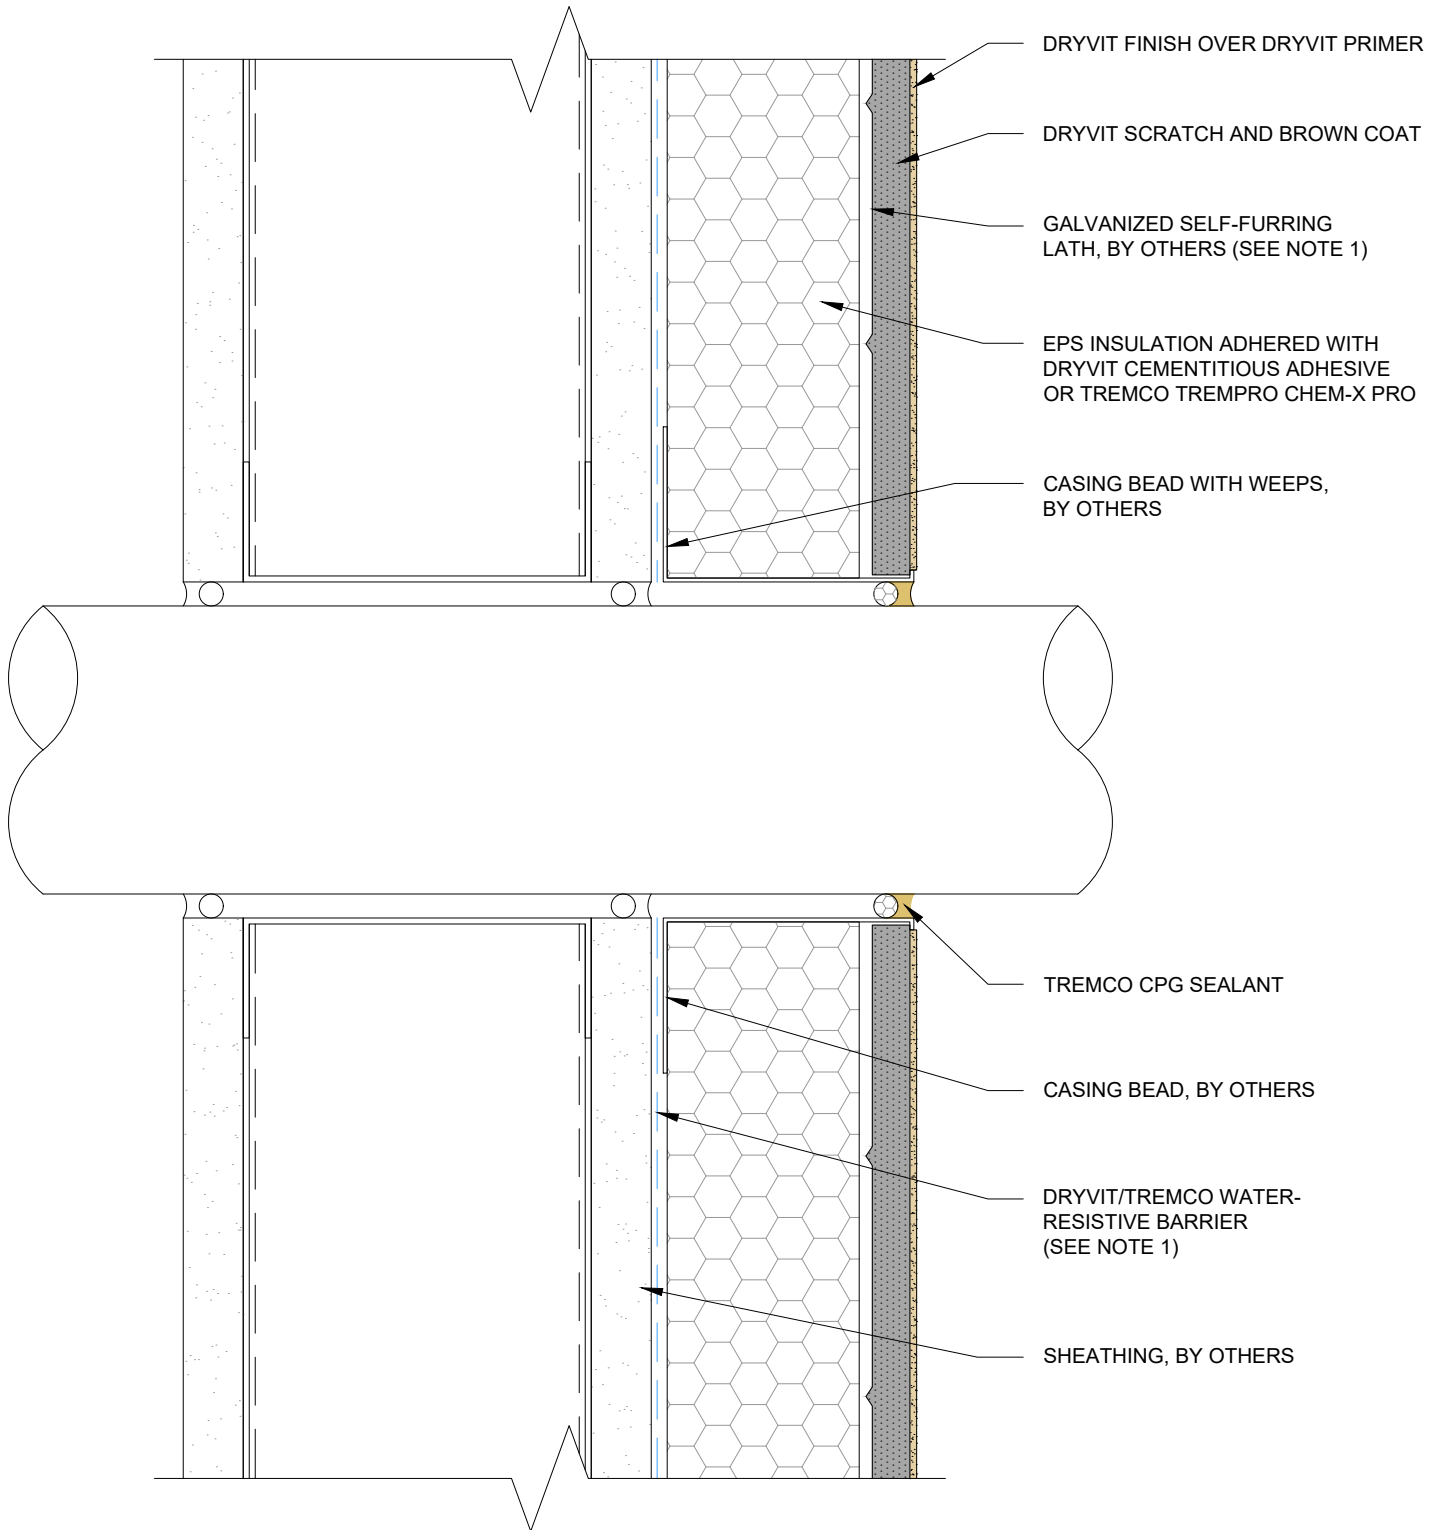 DRYVIT FINISH OVER DRYVIT PRIMER
DRYVIT SCRATCH AND BROWN COAT
GALVANIZED SELF-FURRING
LATH, BY OTHERS (SEE NOTE 1)
EPS INSULATION ADHERED WITH
DRYVIT CEMENTITIOUS ADHESIVE
OR TREMCO TREMPRO CHEM-X PRO
CASING BEAD WITH WEEPS,
BY OTHERS
TREMCO CPG SEALANT
CASING BEAD, BY OTHERS
DRYVIT/TREMCO WATER-
RESISTIVE BARRIER
(SEE NOTE 1)
SHEATHING, BY OTHERS